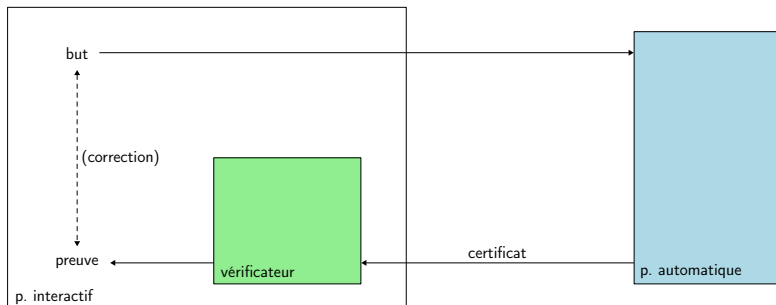 but
(correction)
certificat
preuve
vérificateur
p. automatique
p. interactif